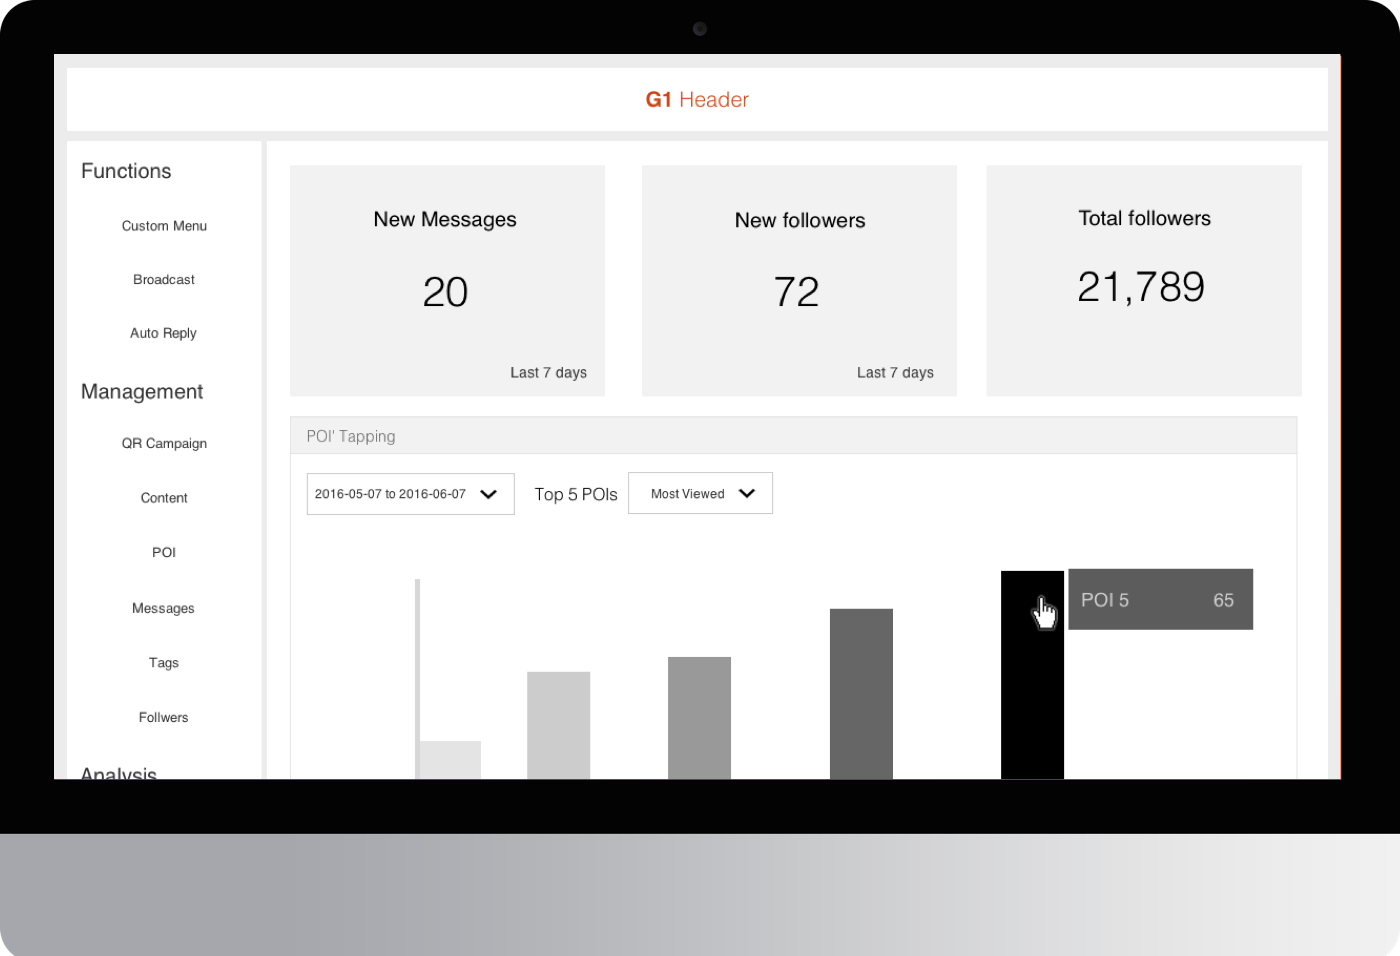 G1 Header
Functions
Custom Menu
Broadcast
Auto Reply
Management
QR Campaign
Content
POI
Messages
Tags
Follwers
Analysis
New Messages
20
Last 7 days
New followers
72
Last 7 days
Total followers
21,789
POI' Tapping
2016-05-07 to 2016-06-07
Top 5 POIs
Most Viewed
POI 5 65